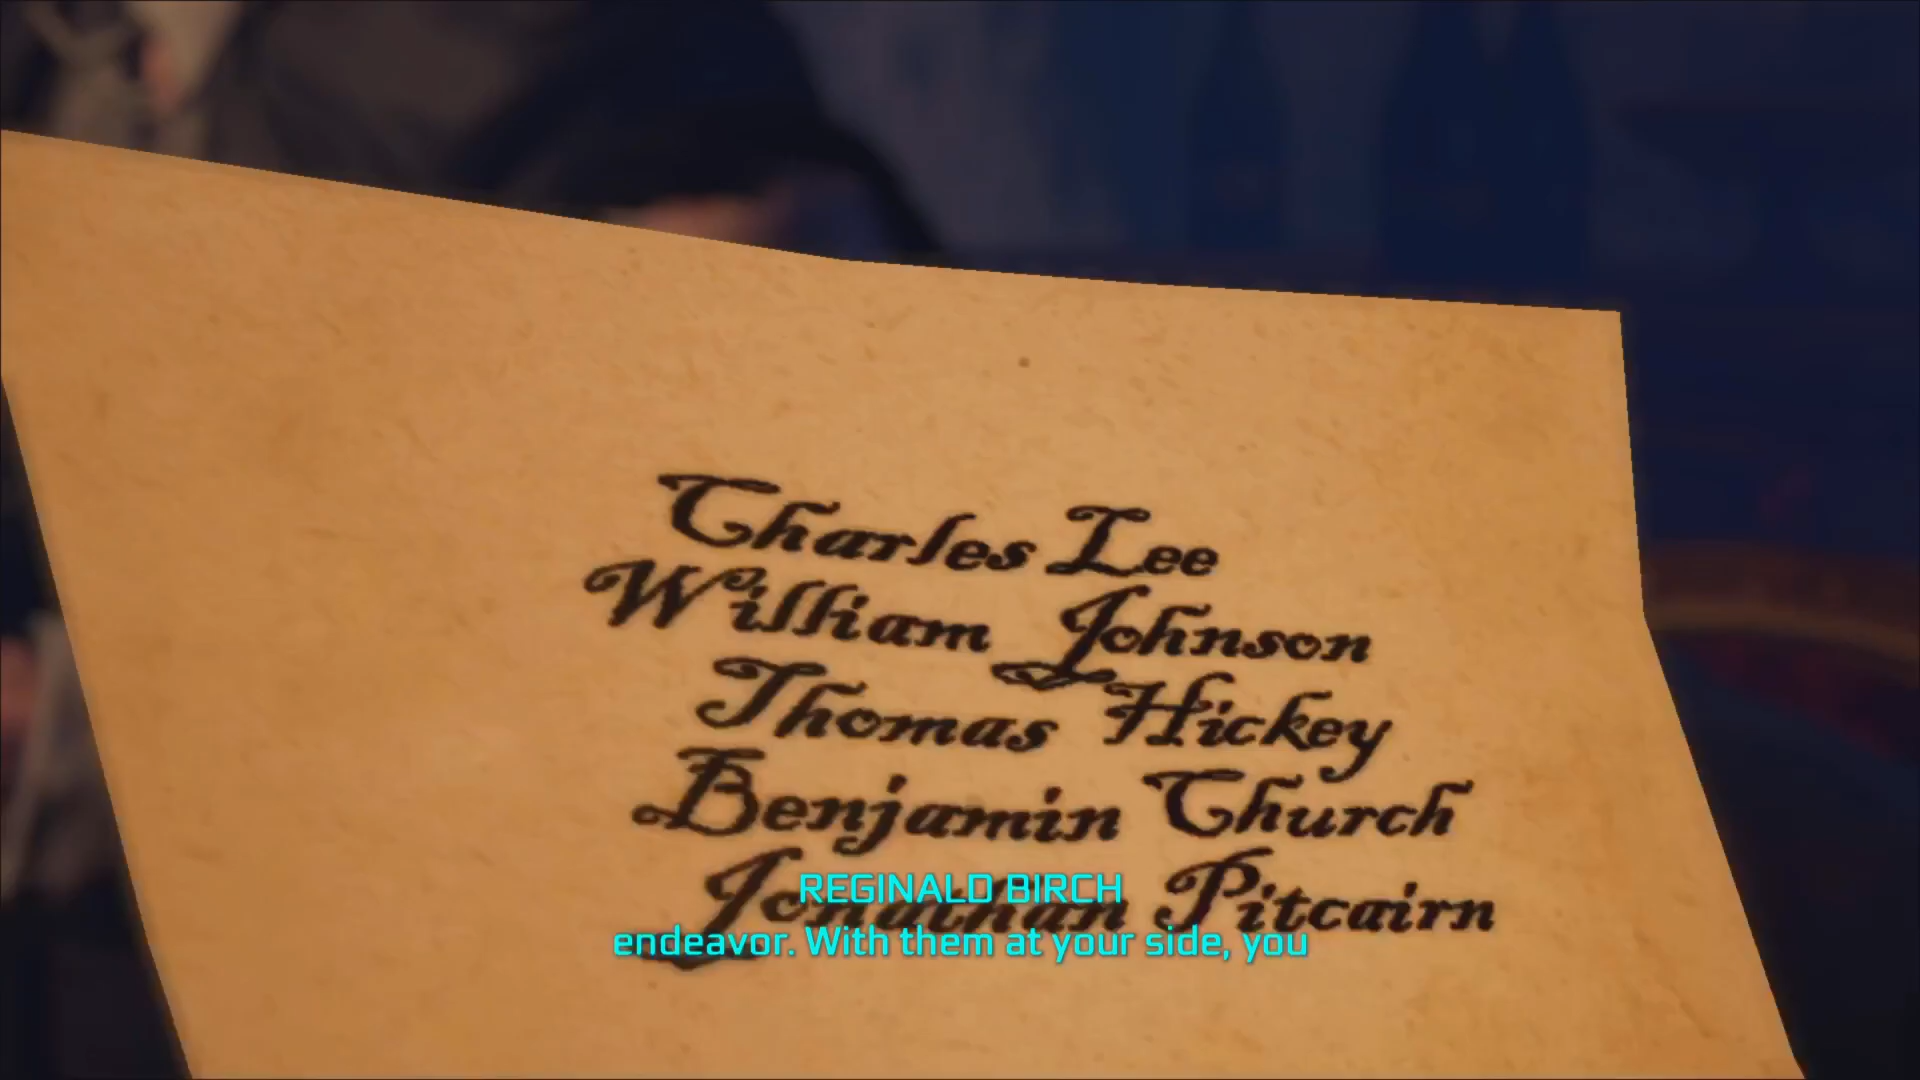 Charles Lee
William Johnson
Thomas Hickey
Benjamin Church
Jonathan Pitcairn
REGINALD BIRCH
endeavor. With them at your side, you